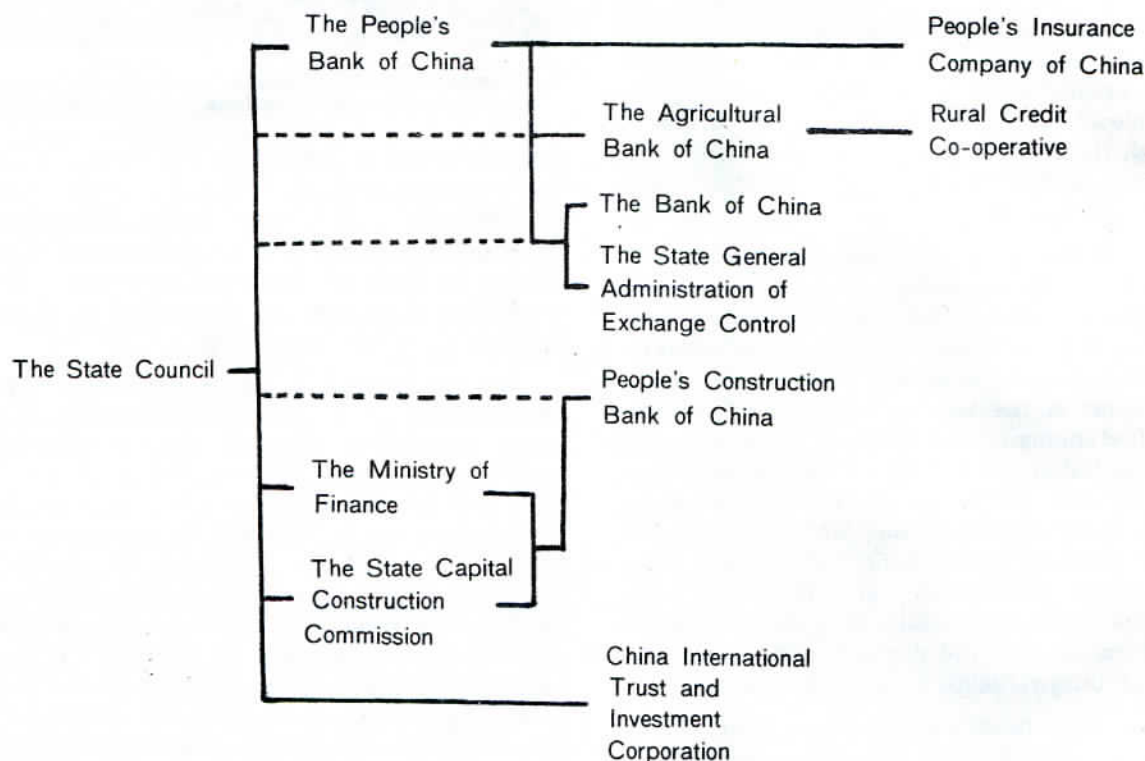 The People's
Bank of China
People's Insurance
Company of China
The Agricultural
Bank of China
Rural Credit
Co-operative
The Bank of China
The State General
Administration of
Exchange Control
The State Council
People's Construction
Bank of China
The Ministry of
Finance
The State Capital
Construction
Commission
China International
Trust and
Investment
Corporation